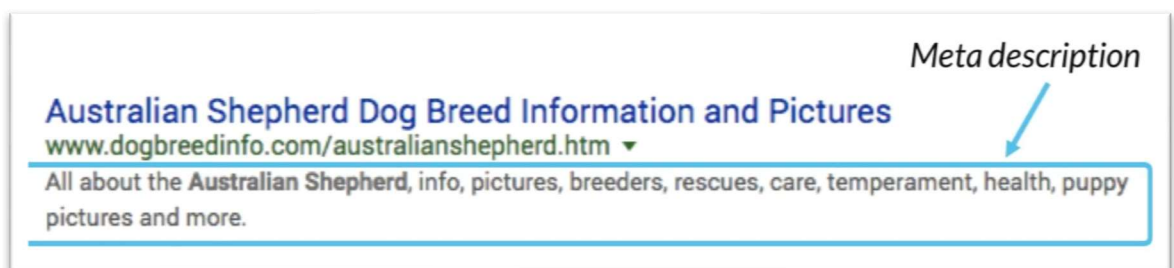 Meta description
Australian Shepherd Dog Breed Information and Pictures
www.dogbreedinfo.com/australianshepherd.htm
All about the Australian Shepherd, info, pictures, breeders, rescues, care, temperament, health, puppy
pictures and more.